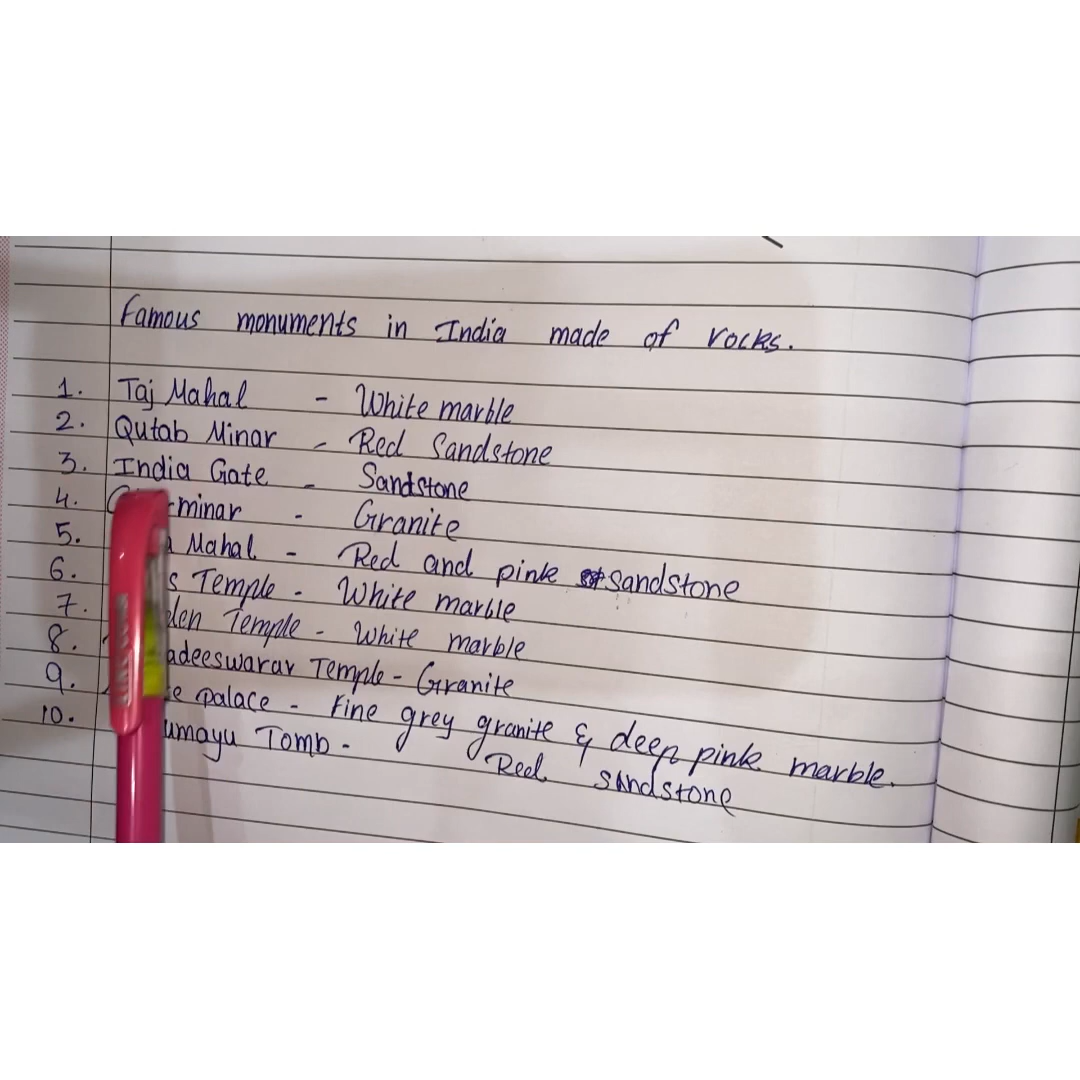 Famous monuments in India made of rocks.
1. Taj Mahal - White marble
2. Qutab Minar - Red Sandstone
3. India Gate - Sandstone
4. -minar - Granite
5. Mahal - Red and pink sandstone
6. Temple - White marble
7. Temple - White marble
8. Temple - Granite
9. palace - Fine grey granite & deep pink marble.
10. Tomb - Red sandstone